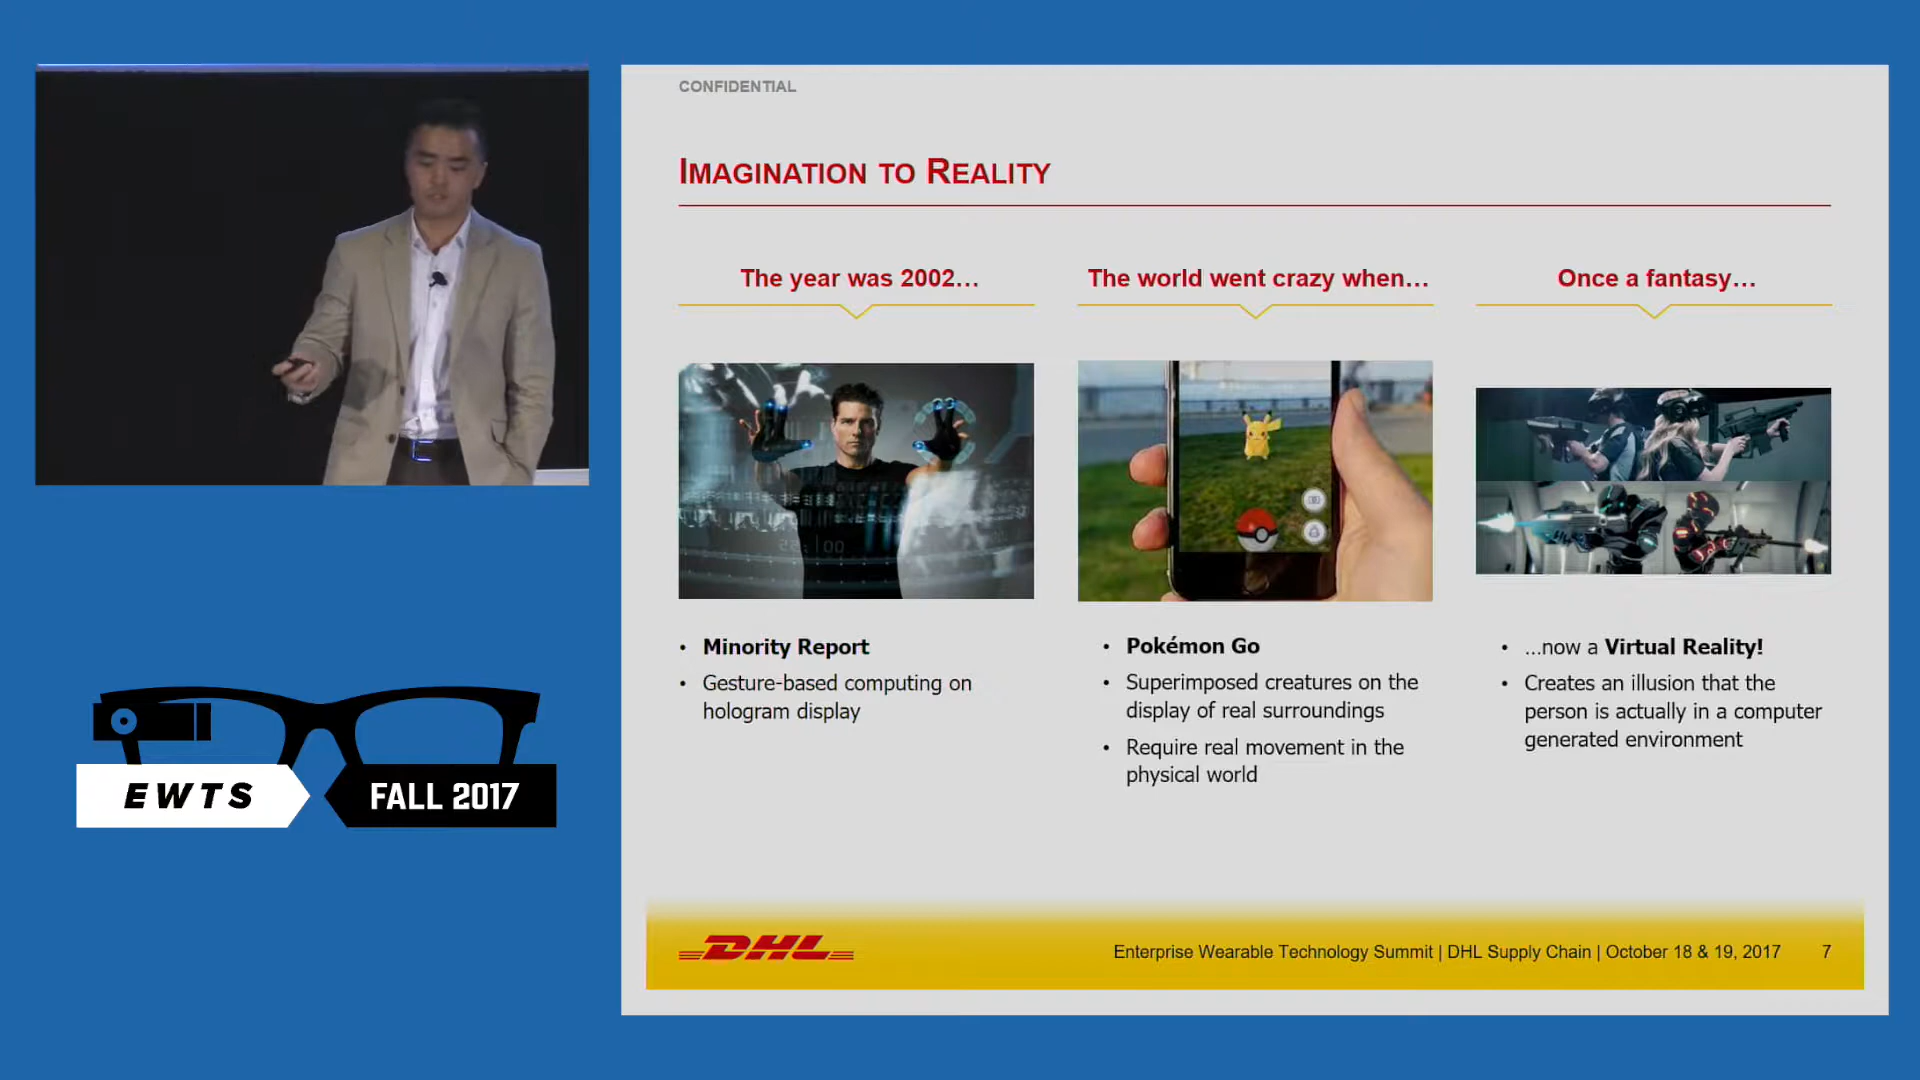 CONFIDENTIAL
IMAGINATION TO REALITY
The year was 2002…
The world went crazy when…
Once a fantasy…
• Minority Report
• Gesture-based computing on
hologram display
• Pokémon Go
• Superimposed creatures on the
display of real surroundings
• Require real movement in the
physical world
• …now a Virtual Reality!
• Creates an illusion that the
person is actually in a computer
generated environment
EWTS
FALL 2017
DHL
Enterprise Wearable Technology Summit | DHL Supply Chain | October 18 & 19, 2017 7